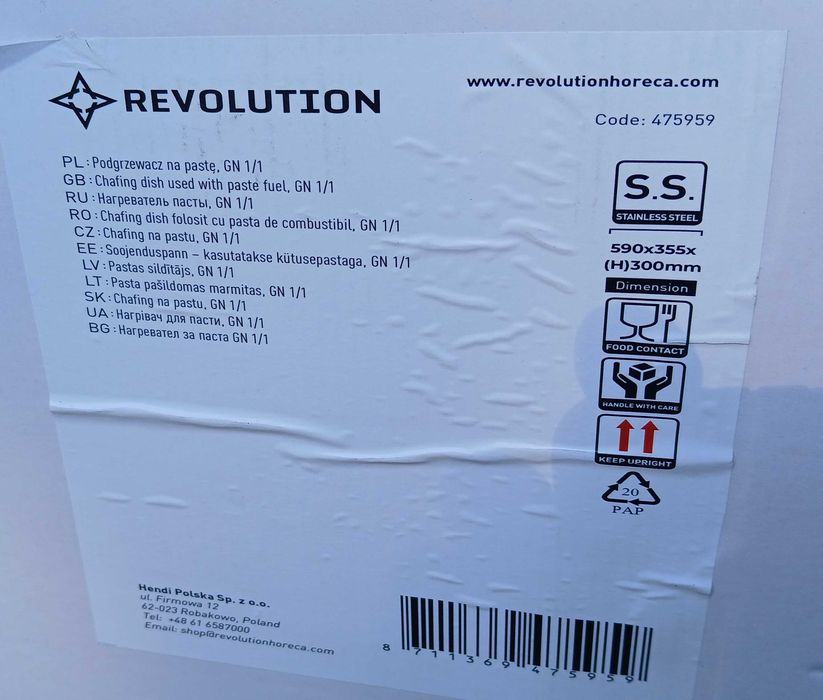 REVOLUTION
www.revolutionhoreca.com
Code: 475959
PL: Podgrzewacz na pastę, GN 1/1
GB: Chafing dish used with paste fuel, GN 1/1
RU: Нагреватель пасты, GN 1/1
RO: Chafing dish folosit cu pasta de combustibil, GN 1/1
CZ: Chafing na pastu, GN 1/1
EE: Soojenduspann – kasutatakse kütusepastaga, GN 1/1
LV: Pastas sildītājs, GN 1/1
LT: Pasta pašildomas marmitas, GN 1/1
SK: Chafing na pastu, GN 1/1
UA: Нагрівач для пасти, GN 1/1
BG: Нагревател за паста GN 1/1
S.S.
STAINLESS STEEL
590x355x
(H)300mm
Dimension
FOOD CONTACT
HANDLE WITH CARE
KEEP UPRIGHT
20
PAP
Hendi Polska Sp. z o.o.
ul. Firmowa 12
62-023 Robakowo, Poland
Tel: +48 61 6587000
Email: shop@revolutionhoreca.com
8 711369 475959